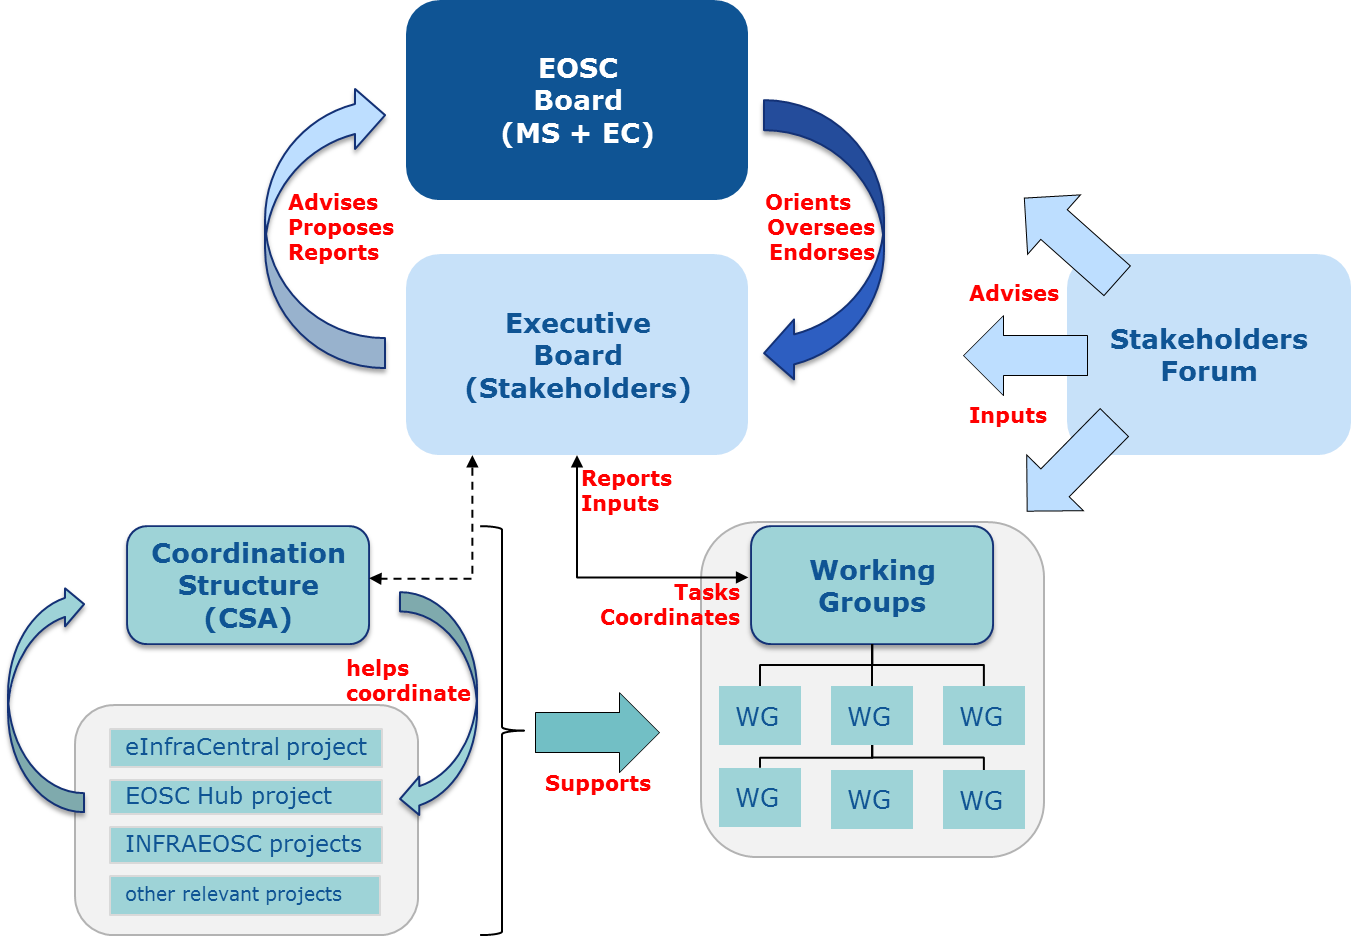 EOSC
Board
(MS + EC)
Advises
Proposes
Reports
Orients
Oversees
Endorses
Executive
Board
(Stakeholders)
Advises
Inputs
Stakeholders
Forum
Reports
Inputs
Tasks
Coordinates
Coordination
Structure
(CSA)
helps
coordinate
eInfraCentral project
EOSC Hub project
INFRAEOSC projects
other relevant projects
Supports
Working
Groups
WG
WG
WG
WG
WG
WG